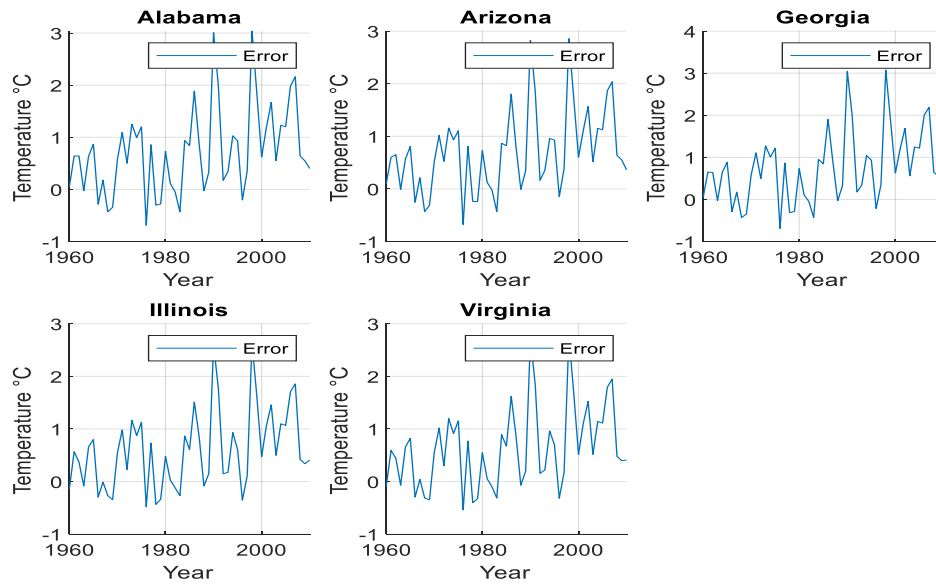 Alabama
Error
Temperature °C
3
2
1
0
-1
1960
1980
2000
Year
Arizona
Error
Temperature °C
3
2
1
0
-1
1960
1980
2000
Year
Georgia
Error
Temperature °C
4
3
2
1
0
-1
1960
1980
2000
Year
Illinois
Error
Temperature °C
3
2
1
0
-1
1960
1980
2000
Year
Virginia
Error
Temperature °C
3
2
1
0
-1
1960
1980
2000
Year